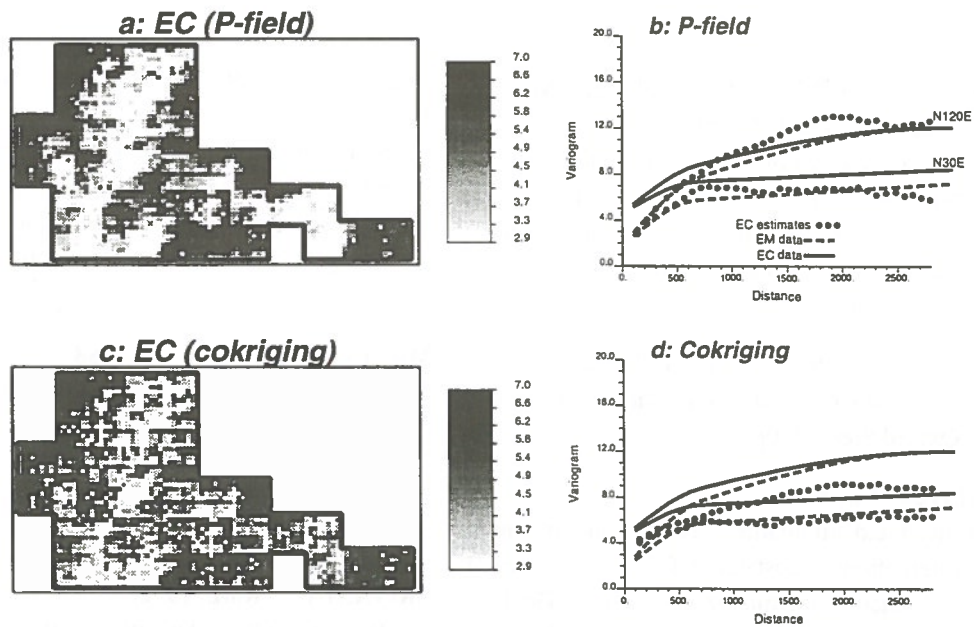 a: EC (P-field)
7.0
6.6
6.2
5.8
5.4
4.9
4.5
4.1
3.7
3.3
2.9
b: P-field
20.0
16.0
12.0
8.0
4.0
0.0
Variogram
N120E
N30E
EC estimates
EM data
EC data
0. 500. 1000. 1500. 2000. 2500.
Distance
c: EC (cokriging)
7.0
6.6
6.2
5.8
5.4
4.9
4.5
4.1
3.7
3.3
2.9
d: Cokriging
20.0
16.0
12.0
8.0
4.0
0.0
Variogram
0. 500. 1000. 1500. 2000. 2500.
Distance